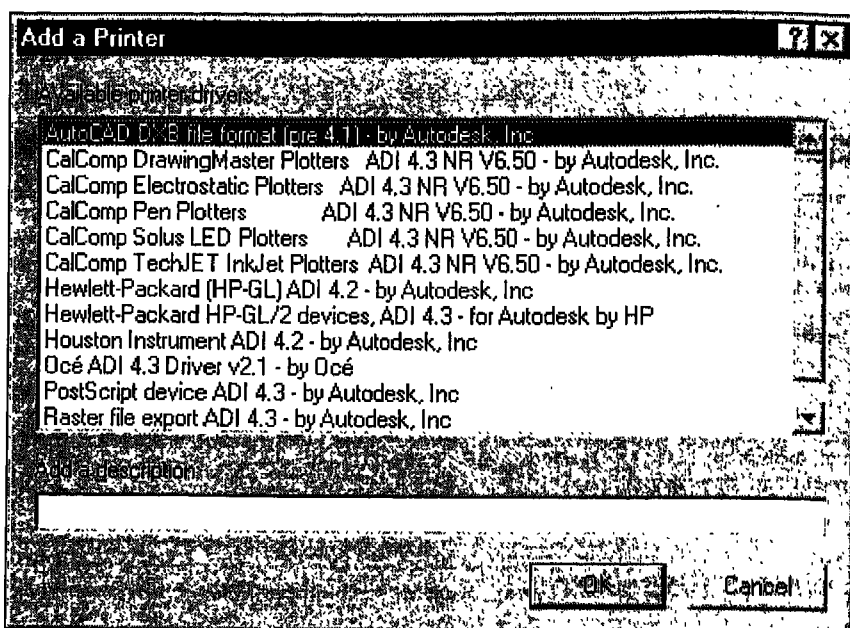 Add a Printer
Available printer drivers:
AutoCAD DXB file format (pre 4.1) - by Autodesk, Inc
CalComp DrawingMaster Plotters ADI 4.3 NR V6.50 - by Autodesk, Inc.
CalComp Electrostatic Plotters ADI 4.3 NR V6.50 - by Autodesk, Inc.
CalComp Pen Plotters ADI 4.3 NR V6.50 - by Autodesk, Inc.
CalComp Solus LED Plotters ADI 4.3 NR V6.50 - by Autodesk, Inc.
CalComp TechJET InkJet Plotters ADI 4.3 NR V6.50 - by Autodesk, Inc.
Hewlett-Packard (HP-GL) ADI 4.2 - by Autodesk, Inc
Hewlett-Packard HP-GL/2 devices, ADI 4.3 - for Autodesk by HP
Houston Instrument ADI 4.2 - by Autodesk, Inc
Océ ADI 4.3 Driver v2.1 - by Océ
PostScript device ADI 4.3 - by Autodesk, Inc
Raster file export ADI 4.3 - by Autodesk, Inc
Add a description:
OK Cancel